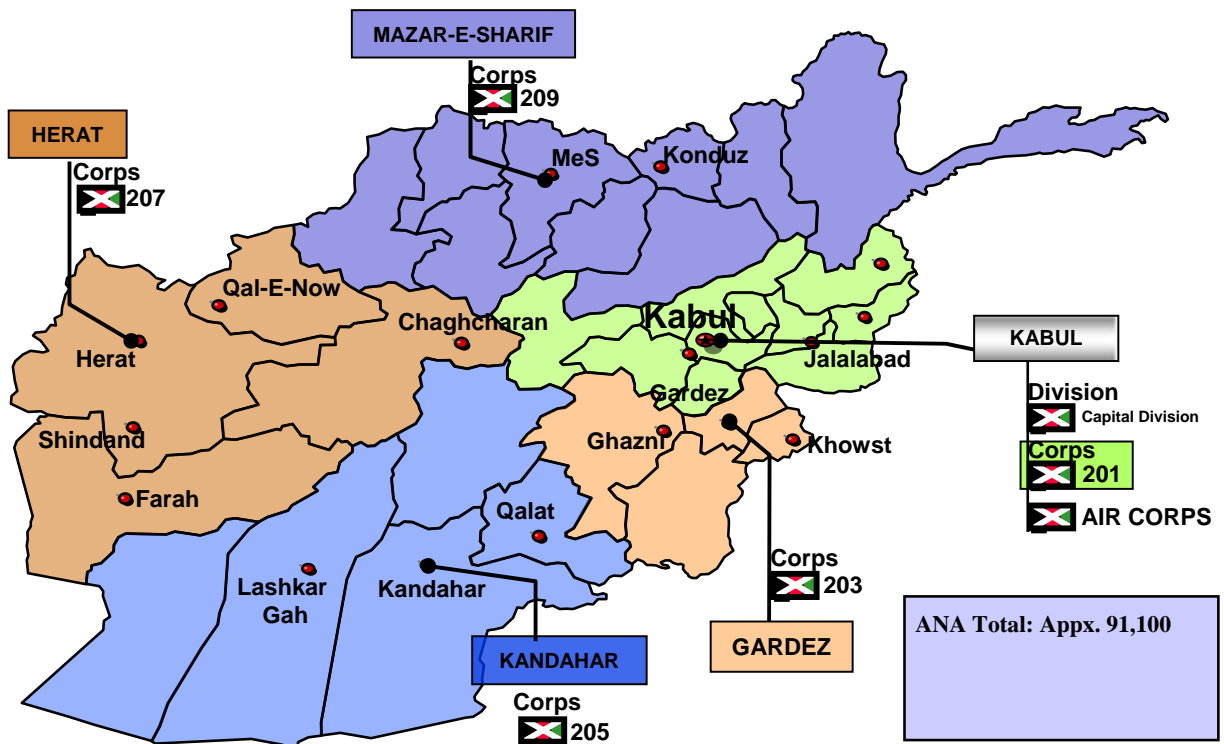 MAZAR-E-SHARIF
Corps
209
HERAT
Corps
207
MeS
Konduz
Qal-E-Now
Chaghcharan
Kabul
Herat
Jalalabad
KABUL
Gardez
Division
Capital Division
Shindand
Ghazni
Khowst
Corps
201
Farah
Qalat
AIR CORPS
Lashkar
Gah
Kandahar
Corps
203
ANA Total: Appx. 91,100
KANDAHAR
GARDEZ
Corps
205